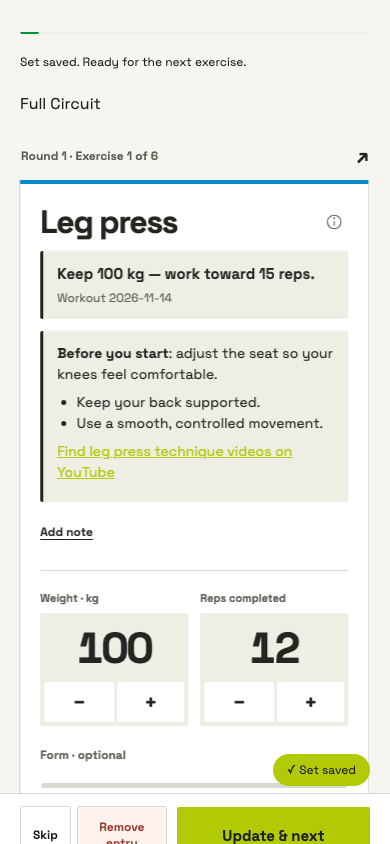 Set saved. Ready for the next exercise.
Full Circuit
Round 1 · Exercise 1 of 6
Leg press
Keep 100 kg — work toward 15 reps.
Workout 2026-11-14
Before you start: adjust the seat so your
knees feel comfortable.
• Keep your back supported.
• Use a smooth, controlled movement.
Find leg press technique videos on
YouTube
Add note
Weight · kg
Reps completed
100
12
− + − +
Form · optional
✓ Set saved
Skip
Remove
entry
Update & next